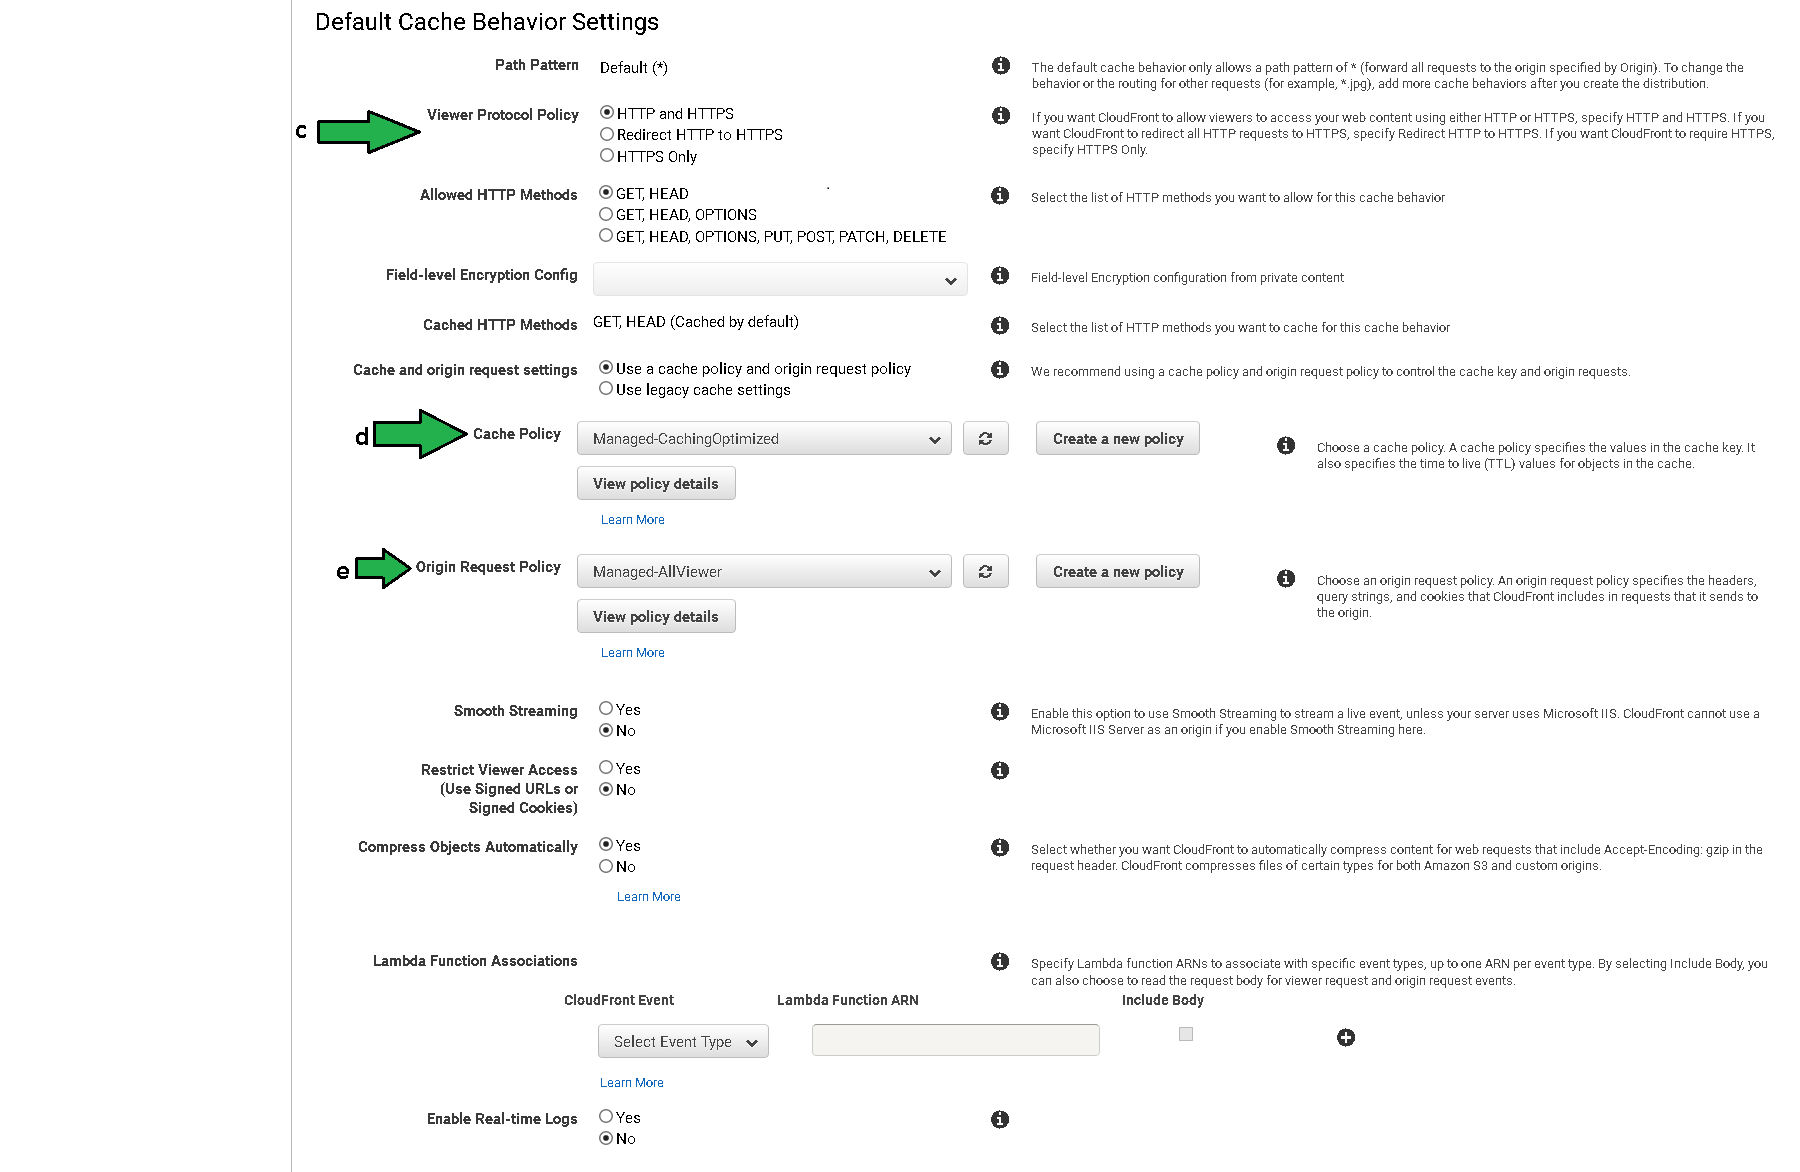 Default Cache Behavior Settings
Path Pattern
Default (*)
The default cache behavior only allows a path pattern of * (forward all requests to the origin specified by Origin). To change the
behavior or the routing for other requests (for example, *.jpg), add more cache behaviors after you create the distribution.
c
Viewer Protocol Policy
HTTP and HTTPS
Redirect HTTP to HTTPS
HTTPS Only
If you want CloudFront to allow viewers to access your web content using either HTTP or HTTPS, specify HTTP and HTTPS. If you
want CloudFront to redirect all HTTP requests to HTTPS, specify Redirect HTTP to HTTPS. If you want CloudFront to require HTTPS,
specify HTTPS Only.
Allowed HTTP Methods
GET, HEAD
GET, HEAD, OPTIONS
GET, HEAD, OPTIONS, PUT, POST, PATCH, DELETE
Select the list of HTTP methods you want to allow for this cache behavior
Field-level Encryption Config
Field-level Encryption configuration from private content
Cached HTTP Methods
GET, HEAD (Cached by default)
Select the list of HTTP methods you want to cache for this cache behavior
Cache and origin request settings
Use a cache policy and origin request policy
Use legacy cache settings
We recommend using a cache policy and origin request policy to control the cache key and origin requests.
d
Cache Policy
Managed-CachingOptimized
Create a new policy
Choose a cache policy. A cache policy specifies the values in the cache key. It
also specifies the time to live (TTL) values for objects in the cache.
View policy details
Learn More
e
Origin Request Policy
Managed-AllViewer
Create a new policy
Choose an origin request policy. An origin request policy specifies the headers,
query strings, and cookies that CloudFront includes in requests that it sends to
the origin.
View policy details
Learn More
Smooth Streaming
Yes
No
Enable this option to use Smooth Streaming to stream a live event, unless your server uses Microsoft IIS. CloudFront cannot use a
Microsoft IIS Server as an origin if you enable Smooth Streaming here.
Restrict Viewer Access
(Use Signed URLs or
Signed Cookies)
Yes
No
Compress Objects Automatically
Yes
No
Select whether you want CloudFront to automatically compress content for web requests that include Accept-Encoding: gzip in the
request header. CloudFront compresses files of certain types for both Amazon S3 and custom origins.
Learn More
Lambda Function Associations
Specify Lambda function ARNs to associate with specific event types, up to one ARN per event type. By selecting Include Body, you
can also choose to read the request body for viewer request and origin request events.
CloudFront Event
Lambda Function ARN
Include Body
Select Event Type
Learn More
Enable Real-time Logs
Yes
No